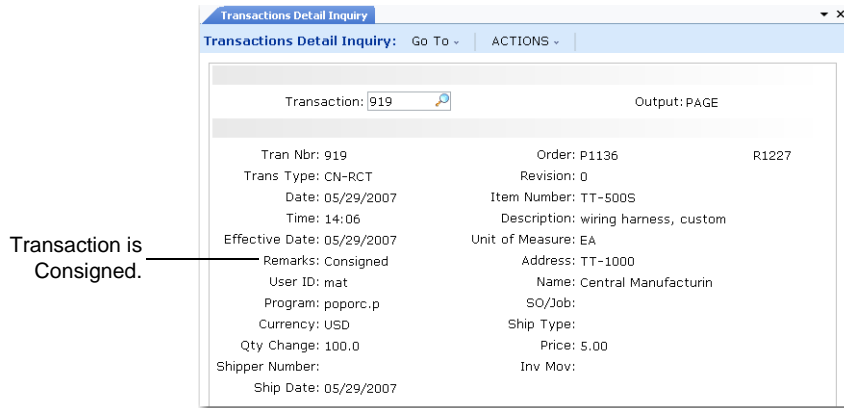 Transactions Detail Inquiry
Transactions Detail Inquiry: Go To ACTIONS
Transaction: 919 Output: PAGE
Tran Nbr: 919 Order: P1136 R1227
Trans Type: CN-RCT Revision: 0
Date: 05/29/2007 Item Number: TT-500S
Time: 14:06 Description: wiring harness, custom
Effective Date: 05/29/2007 Unit of Measure: EA
Transaction is
Consigned.
Remarks: Consigned Address: TT-1000
User ID: mat Name: Central Manufacturin
Program: poporc.p SO/Job:
Currency: USD Ship Type:
Qty Change: 100.0 Price: 5.00
Shipper Number: Inv Mov:
Ship Date: 05/29/2007